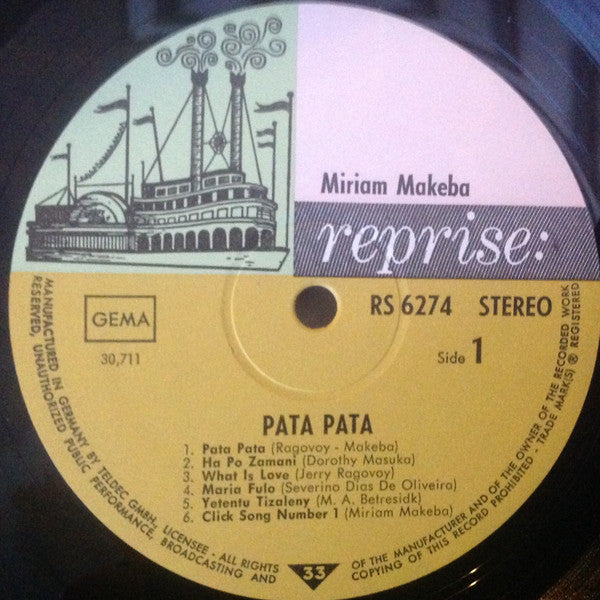 Miriam Makeba
reprise:
RS 6274 STEREO
GEMA
30,711
Side 1
PATA PATA
1. Pata Pata (Ragovoy - Makeba)
2. Ha Po Zamani (Dorothy Masuka)
3. What Is Love (Jerry Ragovoy)
4. Maria Fulo (Severino Dias De Oliveira)
5. Yetentu Tizaleny (M. A. Betresidk)
6. Click Song Number 1 (Miriam Makeba)
33
MANUFACTURED IN GERMANY BY TELDEC GMBH, LICENSEE - ALL RIGHTS OF THE MANUFACTURER AND OF THE OWNER OF THE RECORDED WORK
RESERVED, UNAUTHORIZED PUBLIC PERFORMANCE, BROADCASTING AND COPYING OF THIS RECORD PROHIBITED - TRADE MARK(S) ® REGISTERED